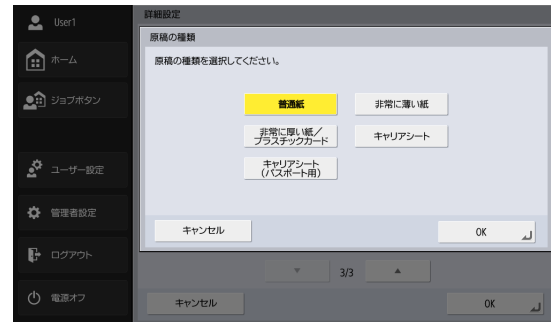 User1
ホーム
ジョブボタン
ユーザー設定
管理者設定
ログアウト
電源オフ
詳細設定
原稿の種類
原稿の種類を選択してください。
普通紙
非常に薄い紙
非常に厚い紙／
プラスチックカード
キャリアシート
キャリアシート
(パスポート用)
キャンセル
OK
3/3
キャンセル
OK